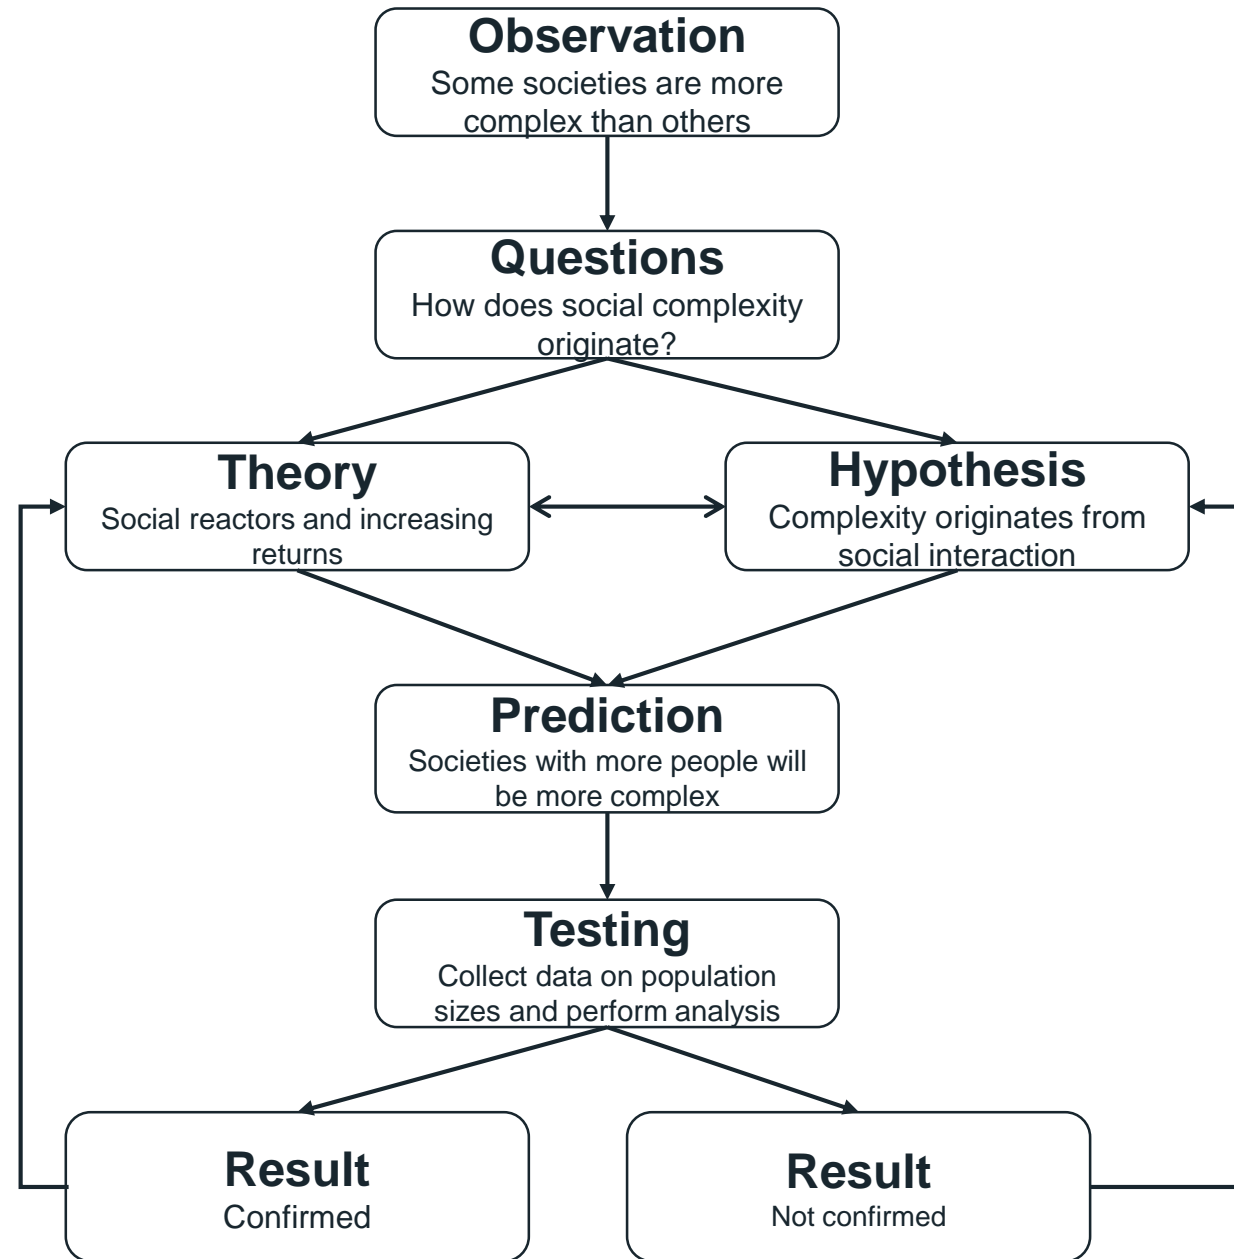 Observation
Some societies are more
complex than others
Questions
How does social complexity
originate?
Theory
Social reactors and increasing
returns
Hypothesis
Complexity originates from
social interaction
Prediction
Societies with more people will
be more complex
Testing
Collect data on population
sizes and perform analysis
Result
Confirmed
Result
Not confirmed